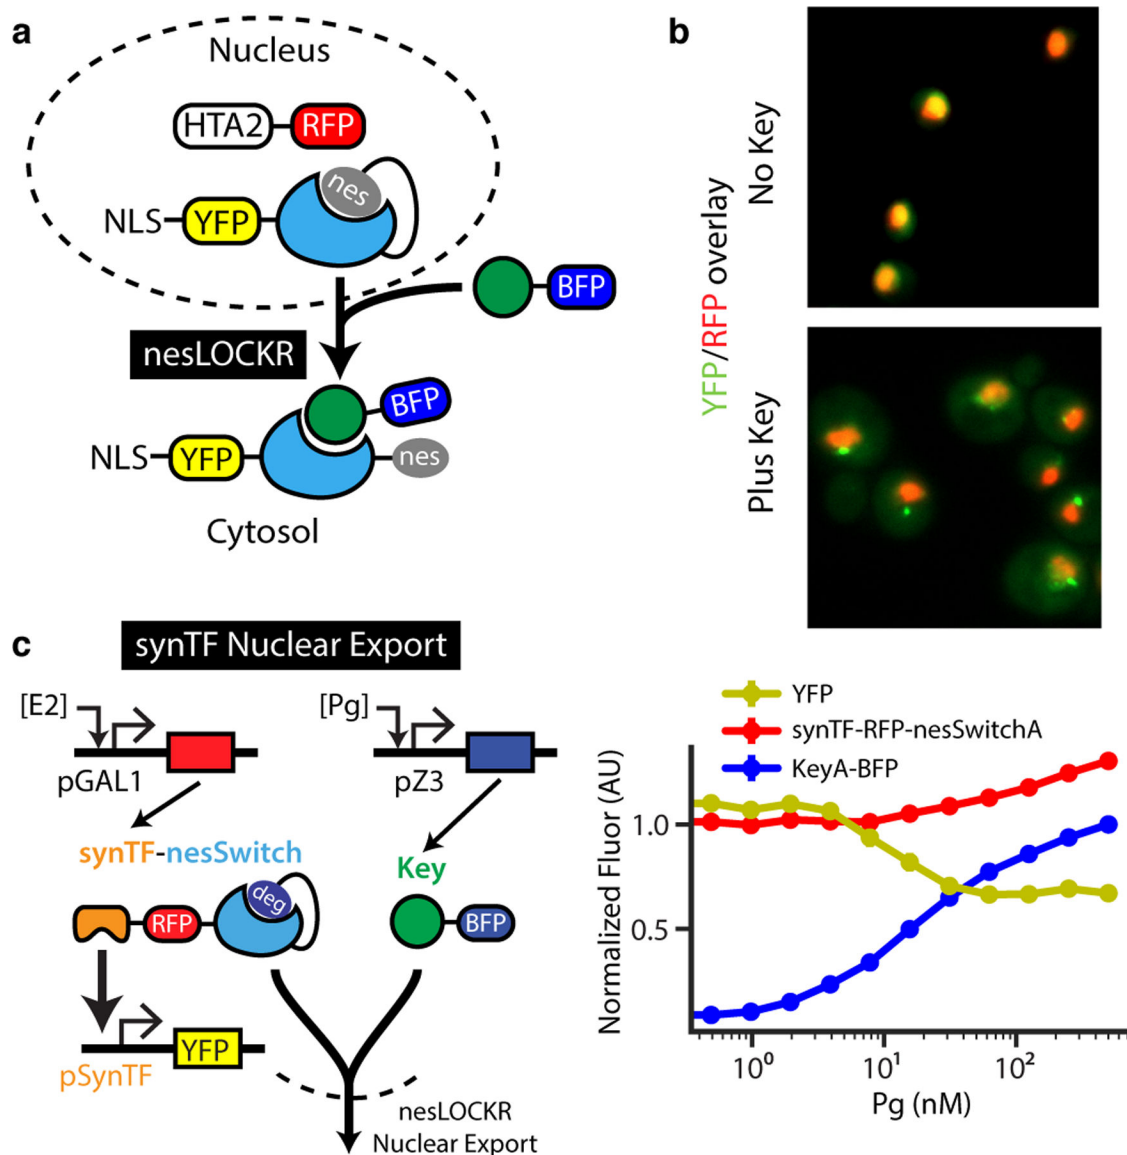 a
Nucleus
HTA2
RFP
nes
NLS
YFP
BFP
nesLOCKR
BFP
NLS
YFP
nes
Cytosol
b
YFP/RFP overlay
No Key
Plus Key
c
synTF Nuclear Export
[E2]
[Pg]
pGAL1
pZ3
synTF-nesSwitch
Key
deg
RFP
BFP
YFP
pSynTF
nesLOCKR
Nuclear Export
YFP
synTF-RFP-nesSwitchA
KeyA-BFP
Normalized Fluor (AU)
1.0
0.5
10⁰
10¹
10²
Pg (nM)